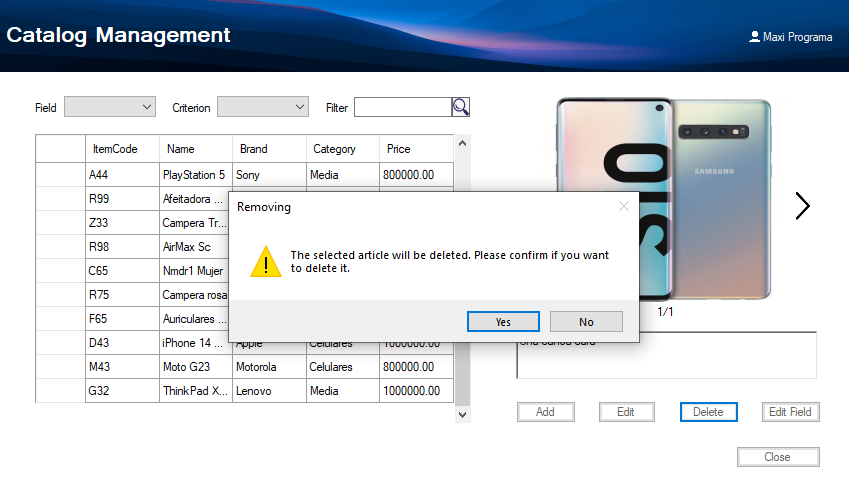 Catalog Management
Maxi Programa
Field
Criterion
Filter
ItemCode Name Brand Category Price
A44 PlayStation 5 Sony Media 800000.00
R99 Afeitadora ...
Z33 Campera Tr...
R98 AirMax Sc
C65 Nmdr1 Mujer
R75 Campera rosa
F65 Auriculares ...
D43 iPhone 14 ... Apple Celulares 1000000.00
M43 Moto G23 Motorola Celulares 800000.00
G32 ThinkPad X... Lenovo Media 1000000.00
Removing
The selected article will be deleted. Please confirm if you want
to delete it.
Yes No
S10
SAMSUNG
1/1
Add Edit Delete Edit Field
Close